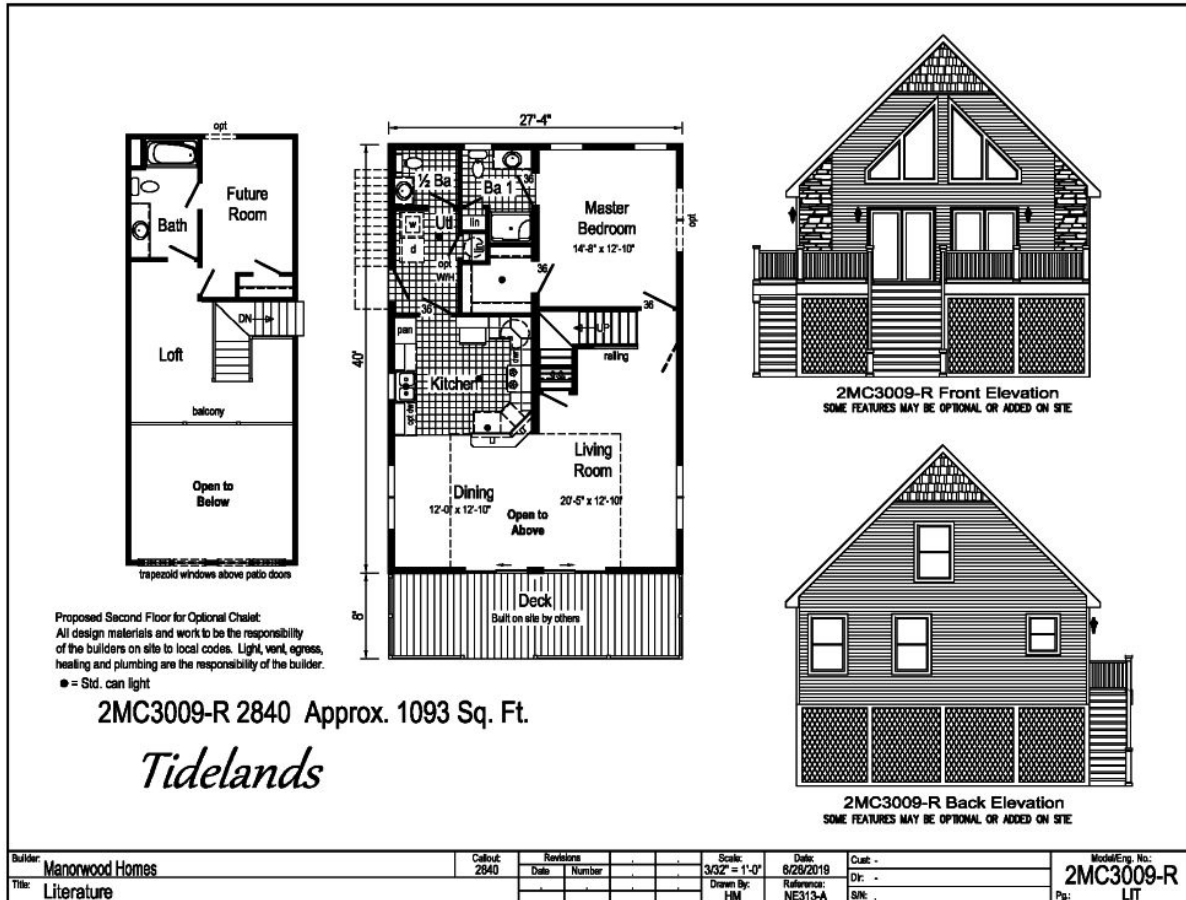 opt
Bath
Future
Room
DN
Loft
balcony
Open to
Below
trapezoid windows above patio doors
27'-4"
40'
8'
½ Ba
Ba 1
36
lin
Utl
w
d
lin
opt
W/H
36
36
Master
Bedroom
14'-8" x 12'-10"
opt
36
pan
Kitchen
opt dw
UP
railing
Living
Room
20'-5" x 12'-10"
Dining
12'-0" x 12'-10"
Open to
Above
Deck
Built on site by others
2MC3009-R Front Elevation
SOME FEATURES MAY BE OPTIONAL OR ADDED ON SITE
2MC3009-R Back Elevation
SOME FEATURES MAY BE OPTIONAL OR ADDED ON SITE
Proposed Second Floor for Optional Chalet:
All design materials and work to be the responsibility
of the builders on site to local codes. Light, vent, egress,
heating and plumbing are the responsibility of the builder.
● = Std. can light
2MC3009-R 2840 Approx. 1093 Sq. Ft.
Tidelands
Builder: Manorwood Homes
Title: Literature
Callout: 2840
Revisions
Date Number
Scale: 3/32" = 1'-0"
Drawn By: HM
Date: 6/28/2019
Reference: NE313-A
Cust: -
Dlr: -
S/N: .
Model/Eng. No.:
2MC3009-R
Pg.: LIT